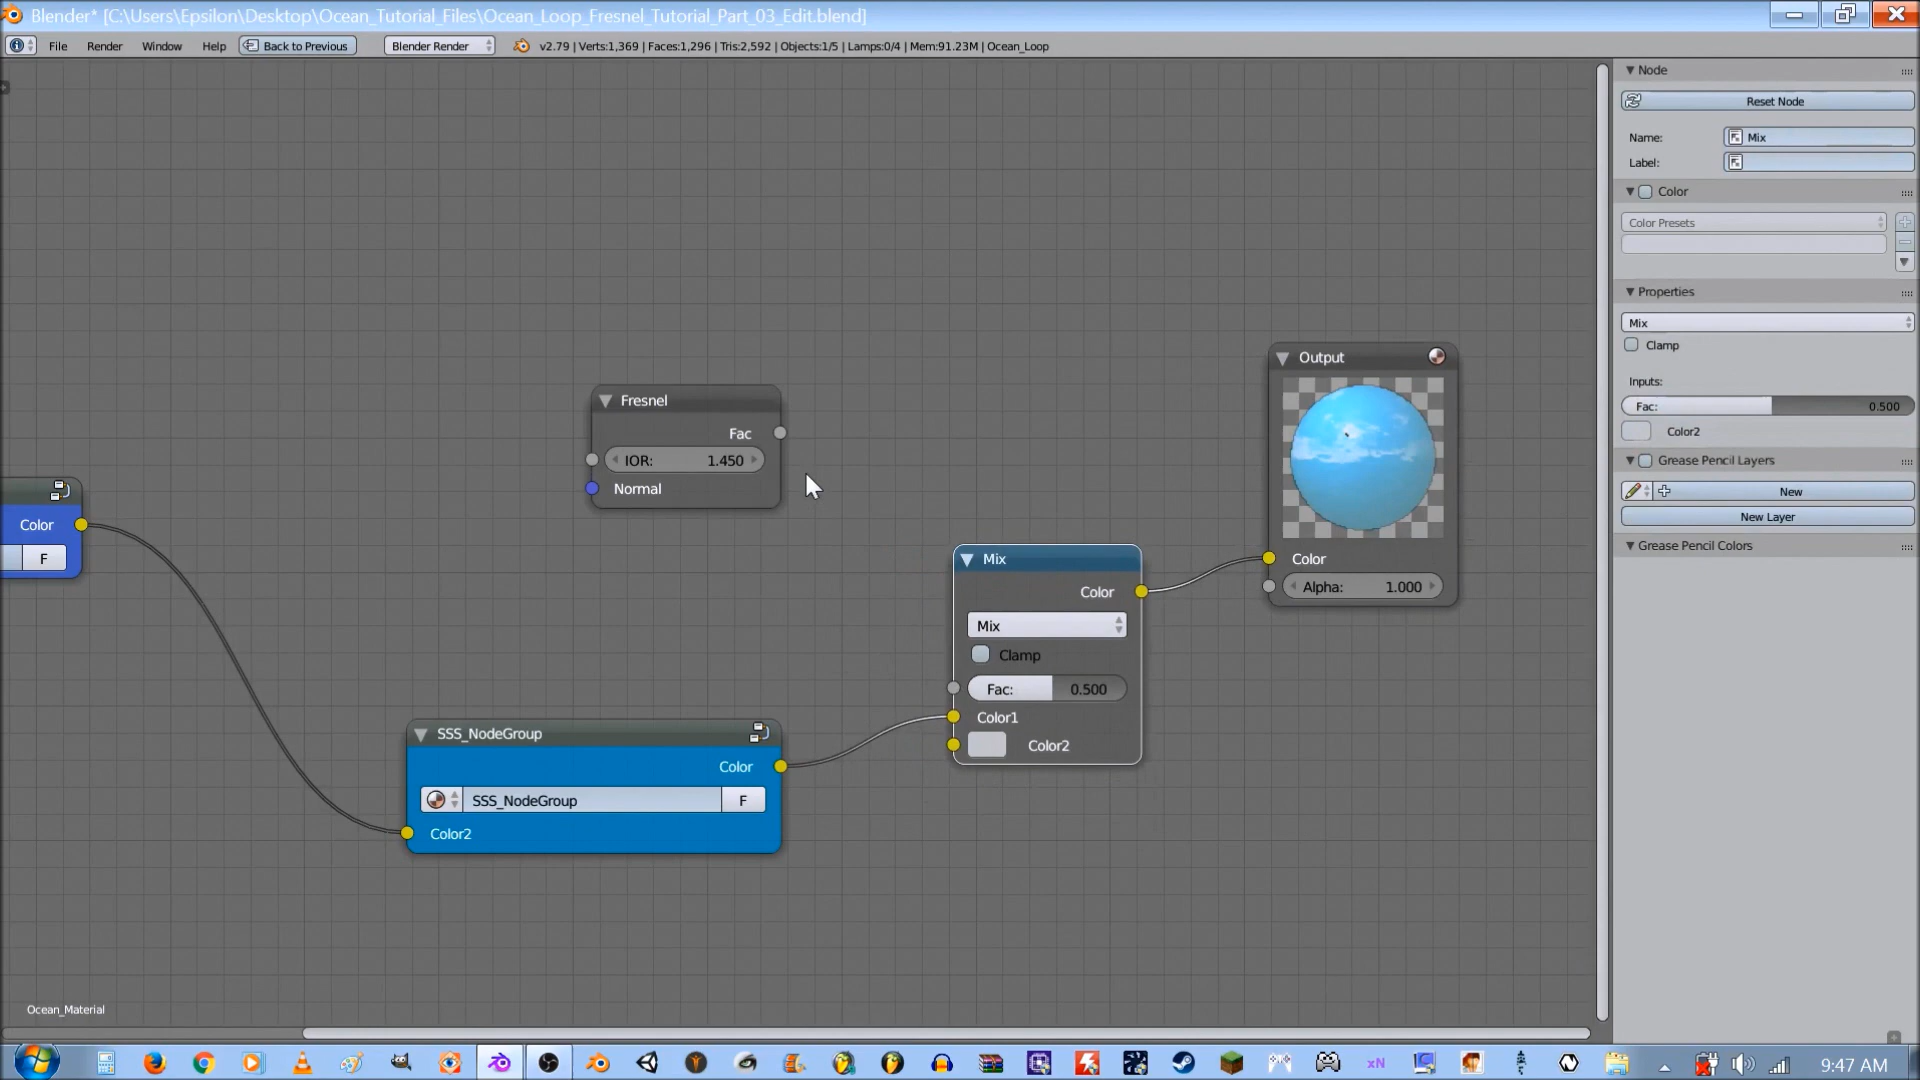 Blender* [C:\Users\Epsilon\Desktop\Ocean_Tutorial_Files\Ocean_Loop_Fresnel_Tutorial_Part_03_Edit.blend]
File Render Window Help Back to Previous Blender Render v2.79 | Verts:1,369 | Faces:1,296 | Tris:2,592 | Objects:1/5 | Lamps:0/4 | Mem:91.23M | Ocean_Loop
Node
Reset Node
Name: Mix
Label:
Color
Color Presets
Properties
Mix
Clamp
Inputs:
Fac: 0.500
Color2
Grease Pencil Layers
New
New Layer
Grease Pencil Colors
Output
Color
Alpha: 1.000
Fresnel
Fac
IOR: 1.450
Normal
Color
F
Mix
Color
Mix
Clamp
Fac: 0.500
Color1
Color2
SSS_NodeGroup
Color
SSS_NodeGroup F
Color2
Ocean_Material
xN
9:47 AM